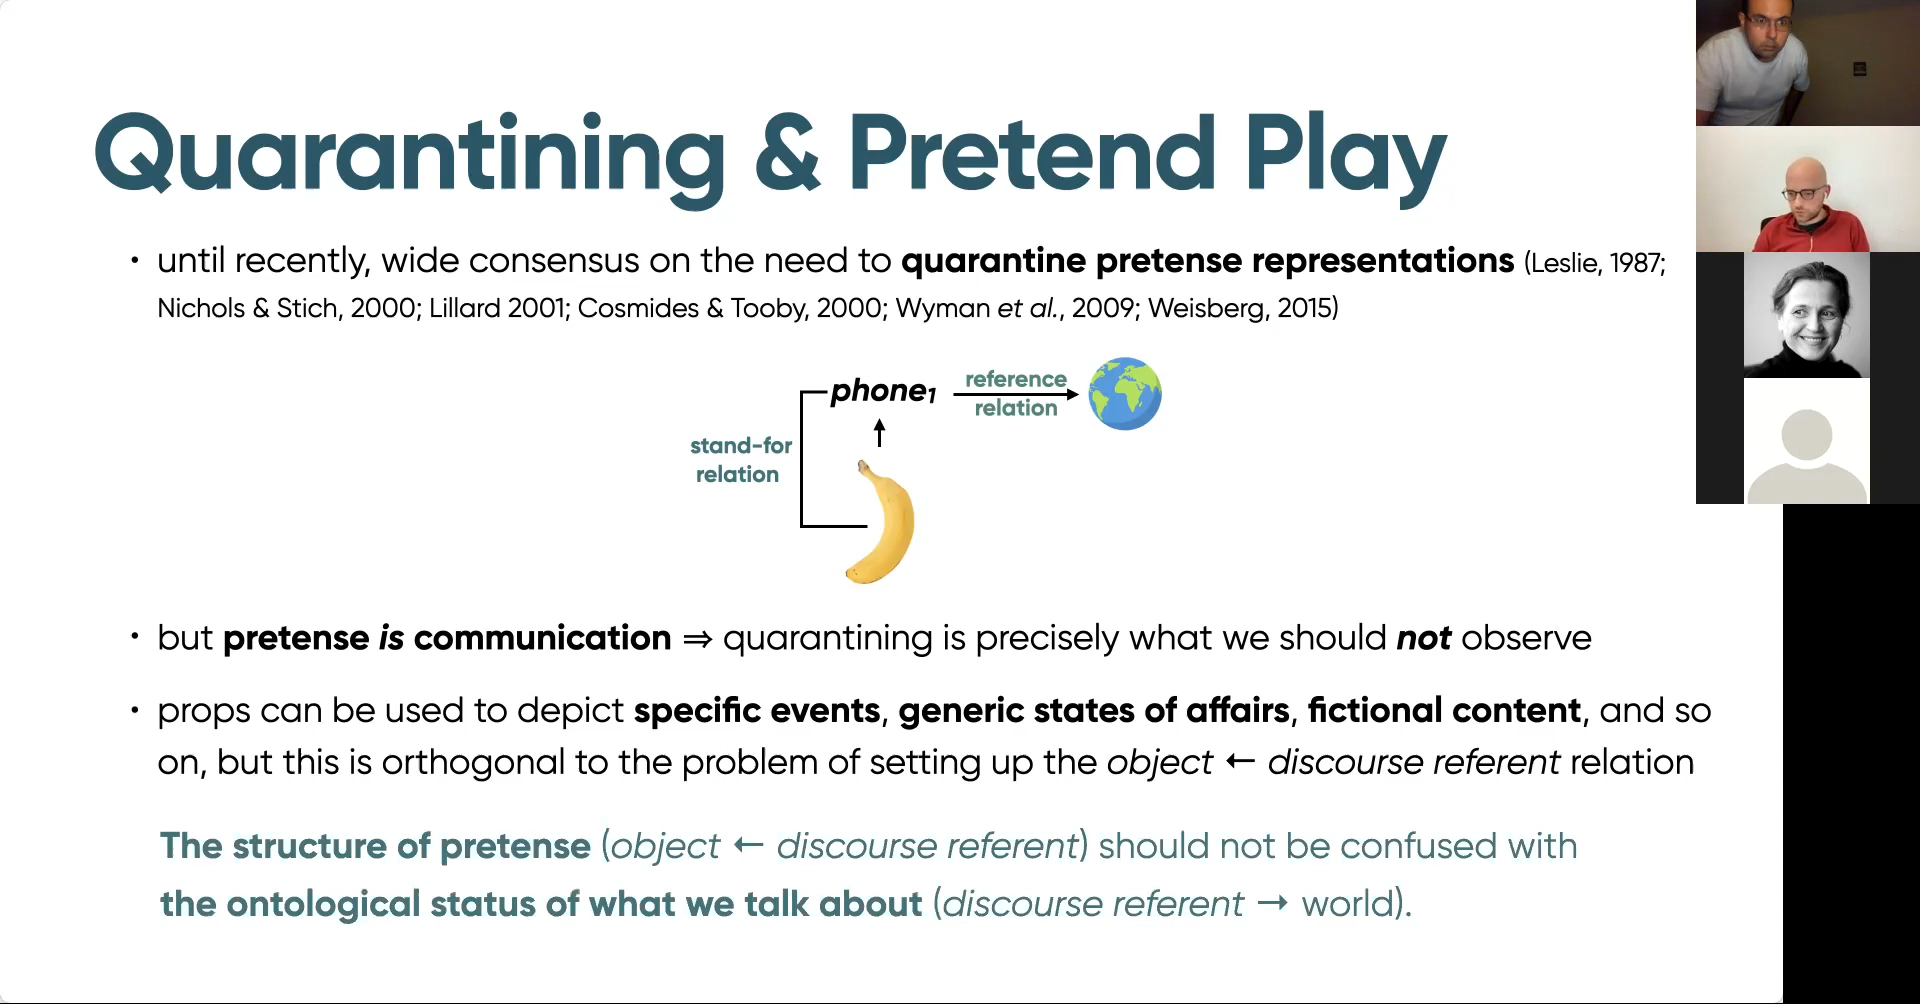 Quarantining & Pretend Play
• until recently, wide consensus on the need to quarantine pretense representations (Leslie, 1987;
Nichols & Stich, 2000; Lillard 2001; Cosmides & Tooby, 2000; Wyman et al., 2009; Weisberg, 2015)
phone₁
reference
relation
stand-for
relation
• but pretense is communication ⇒ quarantining is precisely what we should not observe
• props can be used to depict specific events, generic states of affairs, fictional content, and so
on, but this is orthogonal to the problem of setting up the object ← discourse referent relation
The structure of pretense (object ← discourse referent) should not be confused with
the ontological status of what we talk about (discourse referent → world).